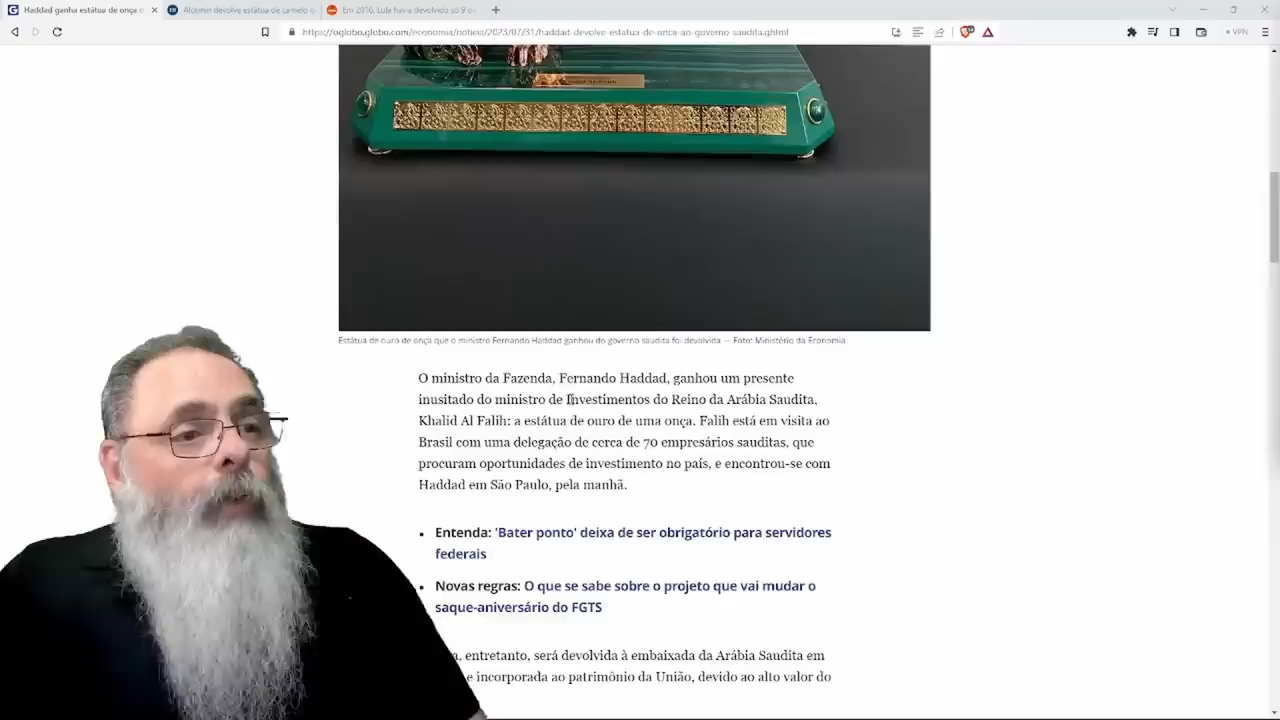 Haddad ganha estátua de onça o
Alckmin devolve estátua de camelo q
Em 2016, Lula havia devolvido só 9 d
https://oglobo.globo.com/economia/noticia/2023/07/31/haddad-devolve-estatua-de-onca-ao-governo-saudita.ghtml
VPN
Estátua de ouro de onça que o ministro Fernando Haddad ganhou do governo saudita foi devolvida — Foto: Ministério da Economia
O ministro da Fazenda, Fernando Haddad, ganhou um presente
inusitado do ministro de Investimentos do Reino da Arábia Saudita,
Khalid Al Falih: a estátua de ouro de uma onça. Falih está em visita ao
Brasil com uma delegação de cerca de 70 empresários sauditas, que
procuram oportunidades de investimento no país, e encontrou-se com
Haddad em São Paulo, pela manhã.
• Entenda: 'Bater ponto' deixa de ser obrigatório para servidores
federais
• Novas regras: O que se sabe sobre o projeto que vai mudar o
saque-aniversário do FGTS
entretanto, será devolvida à embaixada da Arábia Saudita em
e incorporada ao patrimônio da União, devido ao alto valor do